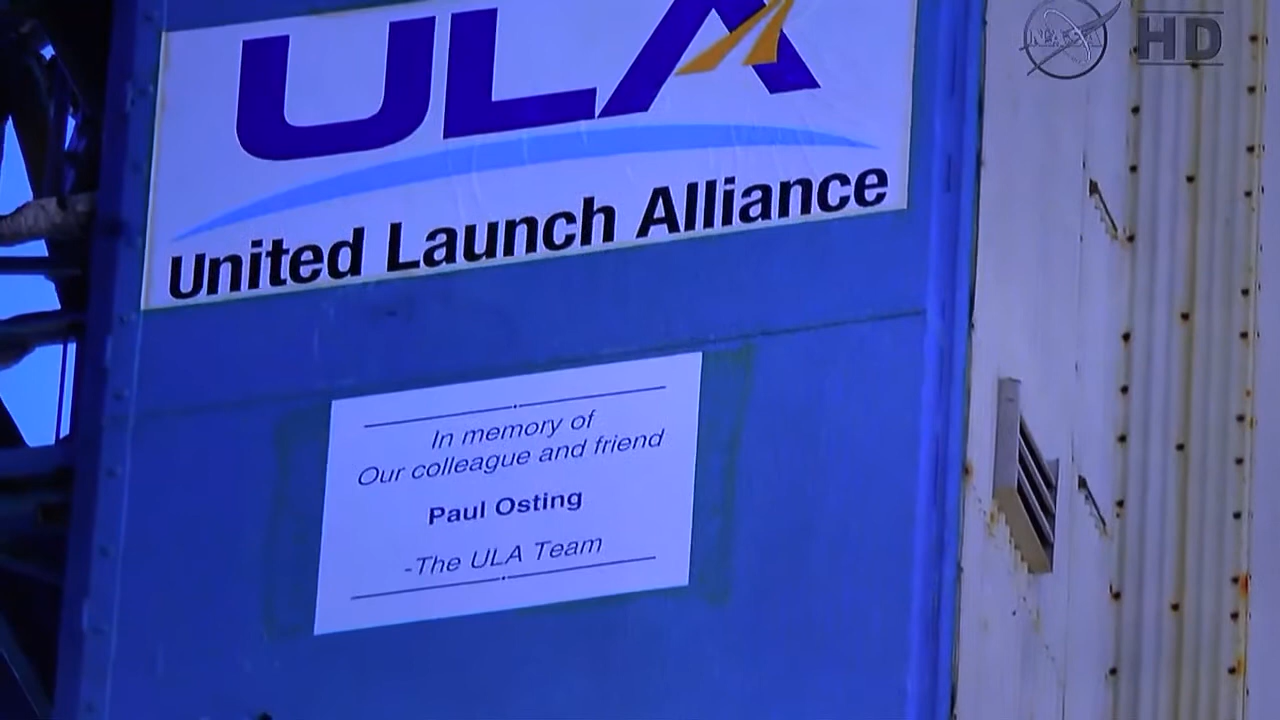 ULA
United Launch Alliance
In memory of
Our colleague and friend
Paul Osting
-The ULA Team
NASA HD